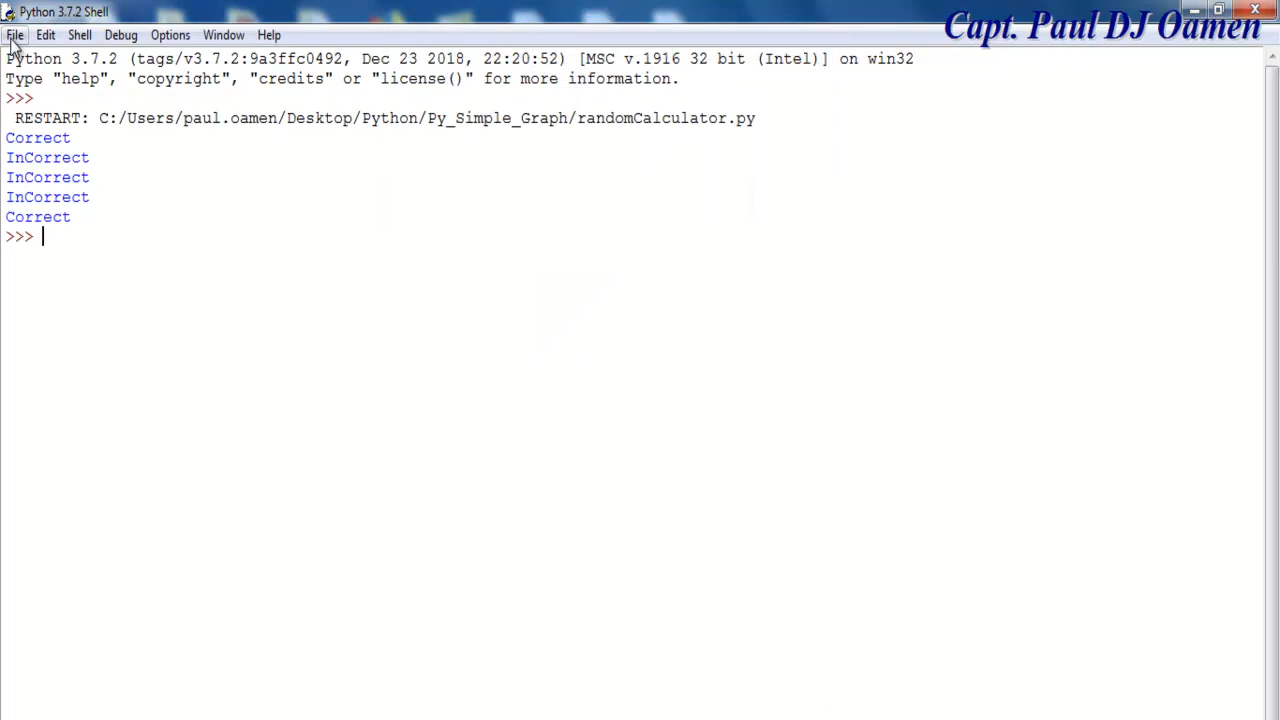 Python 3.7.2 Shell
Capt. Paul DJ Oamen
File Edit Shell Debug Options Window Help
Python 3.7.2 (tags/v3.7.2:9a3ffc0492, Dec 23 2018, 22:20:52) [MSC v.1916 32 bit (Intel)] on win32
Type "help", "copyright", "credits" or "license()" for more information.
>>>
RESTART: C:/Users/paul.oamen/Desktop/Python/Py_Simple_Graph/randomCalculator.py
Correct
InCorrect
InCorrect
InCorrect
Correct
>>>